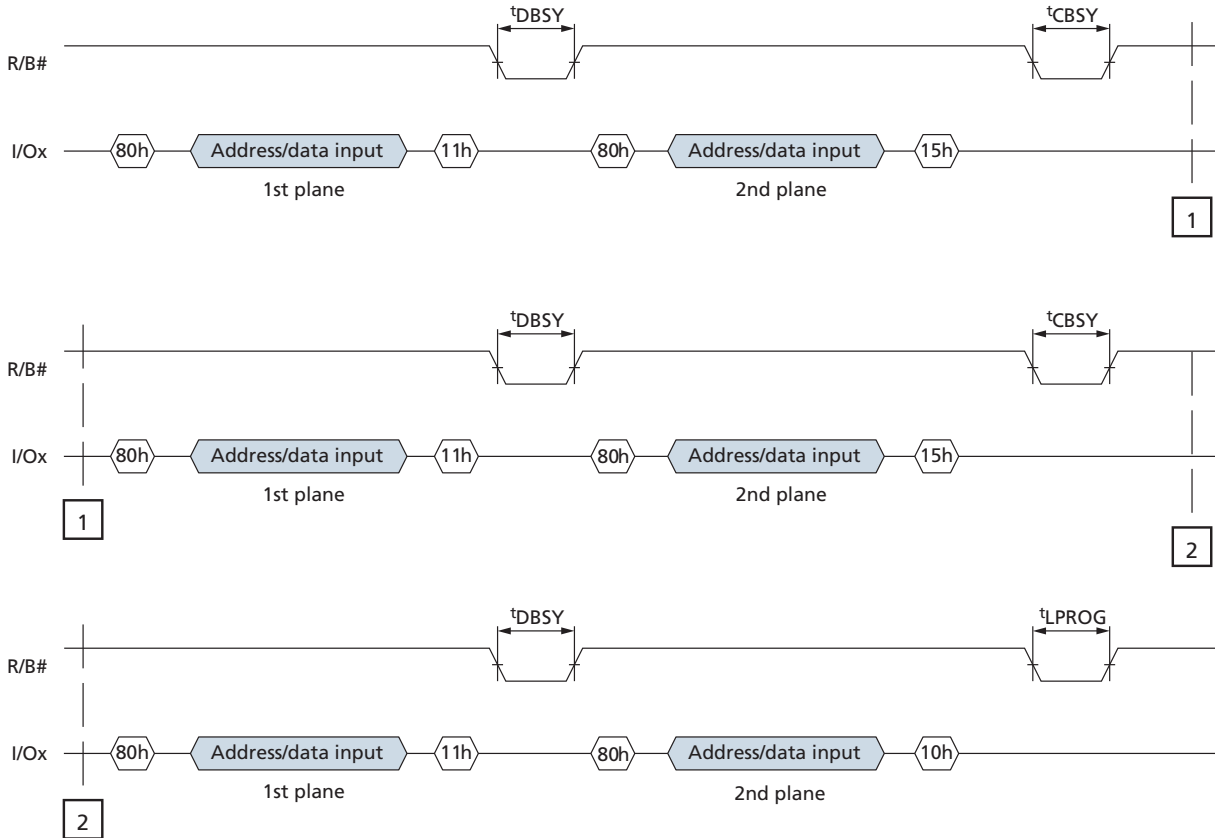 tDBSY tCBSY
R/B#
I/Ox 80h Address/data input 11h 80h Address/data input 15h
1st plane 2nd plane
1
tDBSY tCBSY
R/B#
I/Ox 80h Address/data input 11h 80h Address/data input 15h
1st plane 2nd plane
1 2
tDBSY tLPROG
R/B#
I/Ox 80h Address/data input 11h 80h Address/data input 10h
1st plane 2nd plane
2